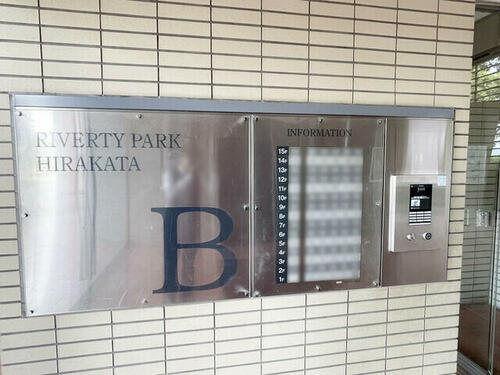 RIVERTY PARK
HIRAKATA
B
INFORMATION
15F
14F
13F
12F
11F
10F
9F
8F
7F
6F
5F
4F
3F
2F
1F